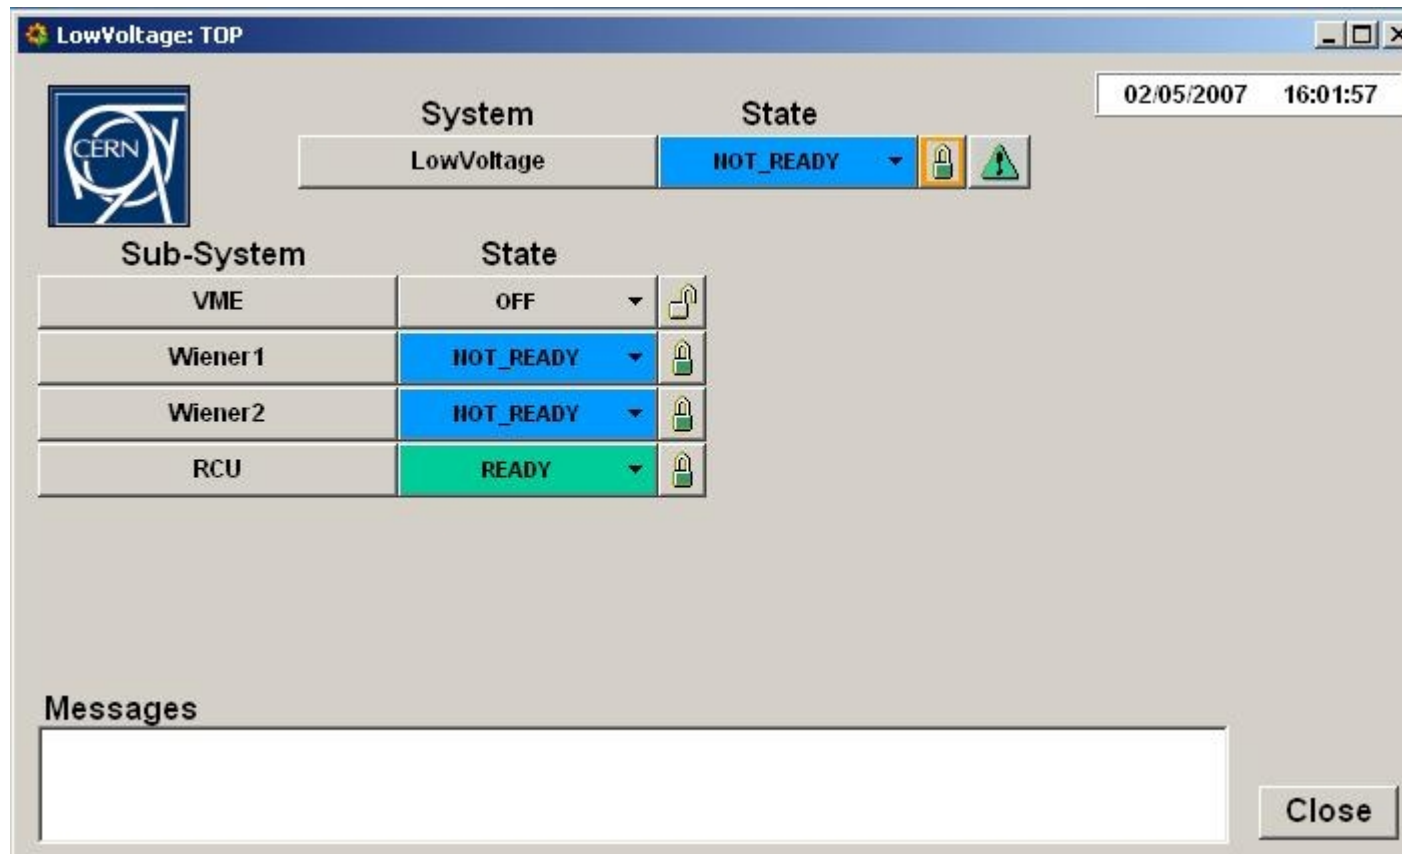 LowVoltage: TOP
02/05/2007 16:01:57
CERN
System State
LowVoltage NOT_READY
Sub-System State
VME OFF
Wiener1 NOT_READY
Wiener2 NOT_READY
RCU READY
Messages
Close